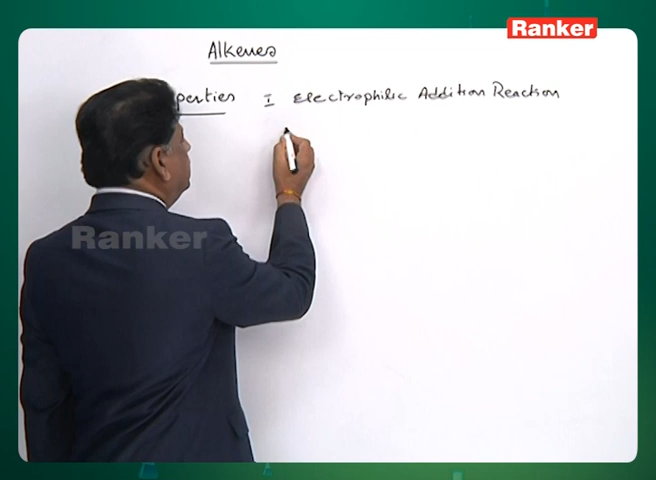 Ranker
Alkenes
perties I Electrophilic Addition Reaction
Ranker